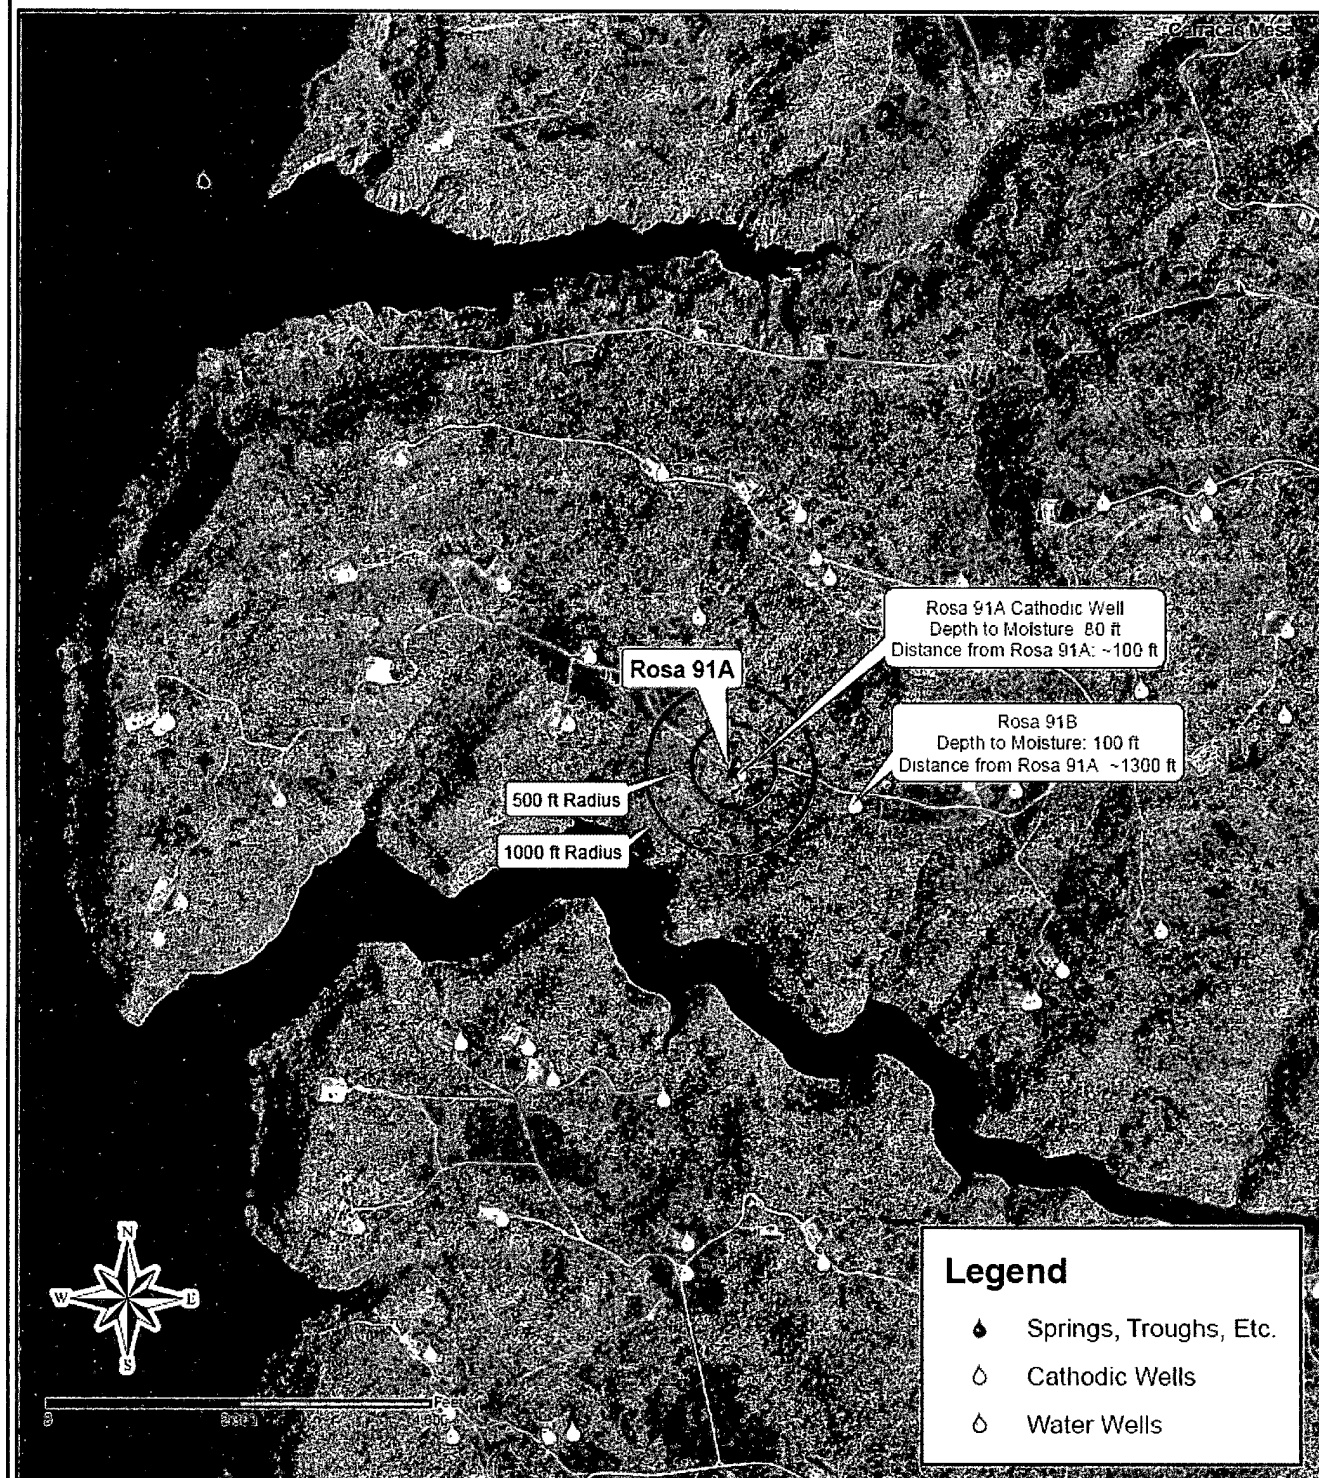 Carracas Mesa
Rosa 91A Cathodic Well
Depth to Moisture 80 ft
Distance from Rosa 91A: ~100 ft
Rosa 91A
Rosa 91B
Depth to Moisture: 100 ft
Distance from Rosa 91A ~1300 ft
500 ft Radius
1000 ft Radius
N
W
E
S
0
Legend
Springs, Troughs, Etc.
Cathodic Wells
Water Wells